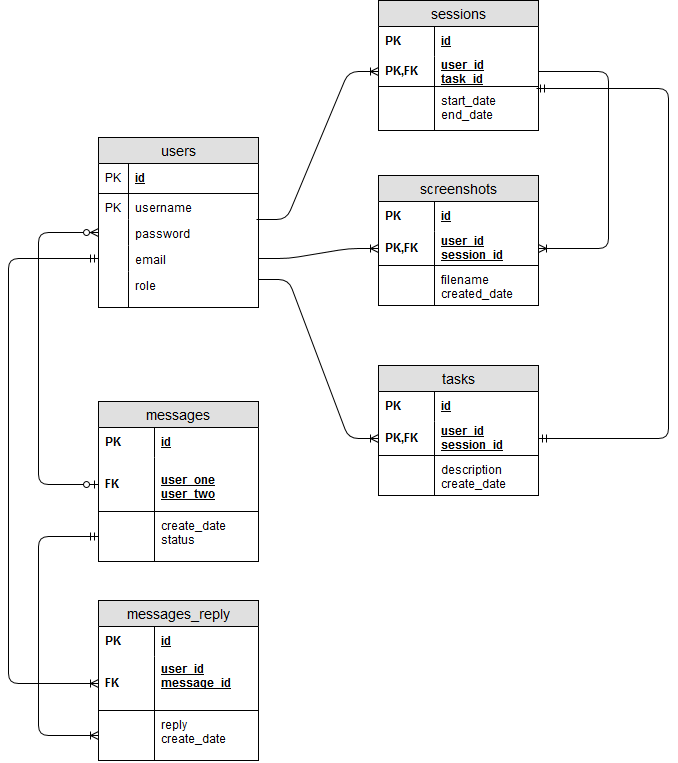 sessions
PK id
PK,FK user_id
task_id
start_date
end_date
users
PK id
PK username
password
email
role
screenshots
PK id
PK,FK user_id
session_id
filename
created_date
tasks
PK id
PK,FK user_id
session_id
description
create_date
messages
PK id
FK user_one
user_two
create_date
status
messages_reply
PK id
FK user_id
message_id
reply
create_date